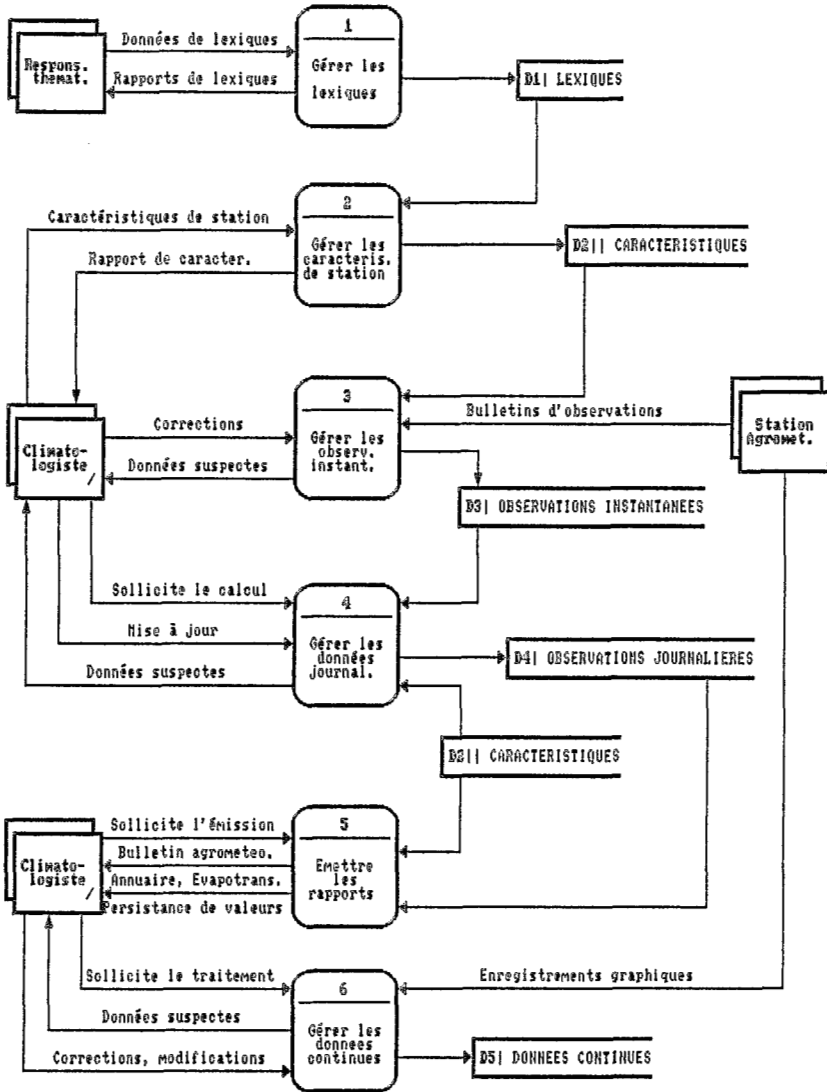 Données de lexiques
1
Respons.
themat.
Gérer les
lexiques
Rapports de lexiques
D1| LEXIQUES
2
Caractéristiques de station
Gérer les
caracteris.
de station
D2|| CARACTERISTIQUES
Rapport de caracter.
3
Bulletins d'observations
Corrections
Station
Agromet.
Climato-
logiste
/
Gérer les
observ.
instant.
Données suspectes
D3| OBSERVATIONS INSTANTANEES
Sollicite le calcul
4
Mise à jour
Gérer les
données
journal.
D4| OBSERVATIONS JOURNALIERES
Données suspectes
D2|| CARACTERISTIQUES
Sollicite l'émission
5
Bulletin agrometeo.
Climato-
logiste
/
Emettre
les
rapports
Annuaire, Evapotrans.
Persistance de valeurs
Sollicite le traitement
Enregistrements graphiques
6
Données suspectes
Gérer les
donnees
continues
Corrections, modifications
D5| DONNEES CONTINUES